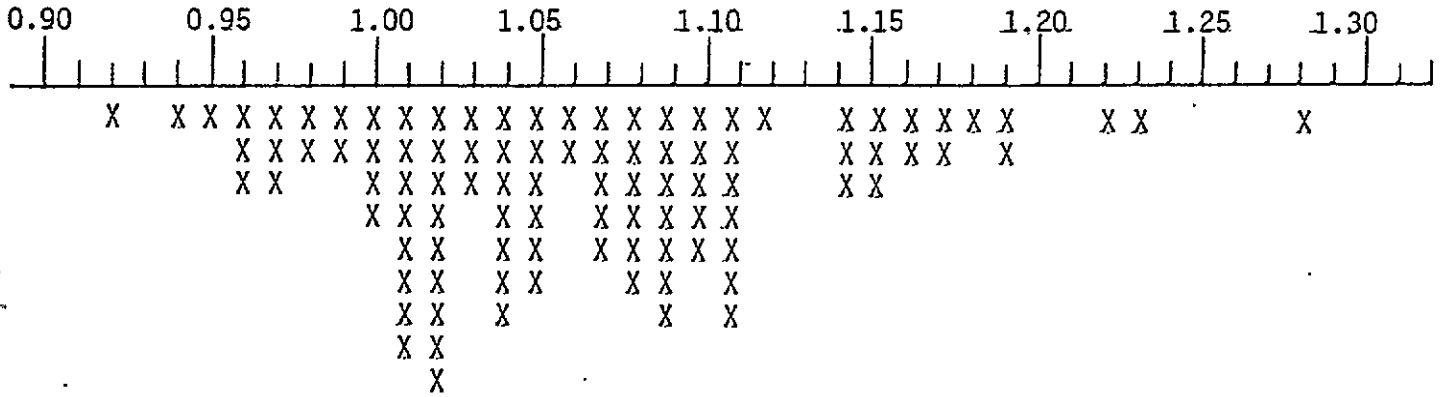 0.90 0.95 1.00 1.05 1.10 1.15 1.20 1.25 1.30
X X X X X X X X X X X X X X X X X X X X X X X X X X X X X
X X X X X X X X X X X X X X X X X X X X X
X X X X X X X X X X X X X X X
X X X X X X X X X X
X X X X X X X X X
X X X X X X X
X X X X X
X X
X